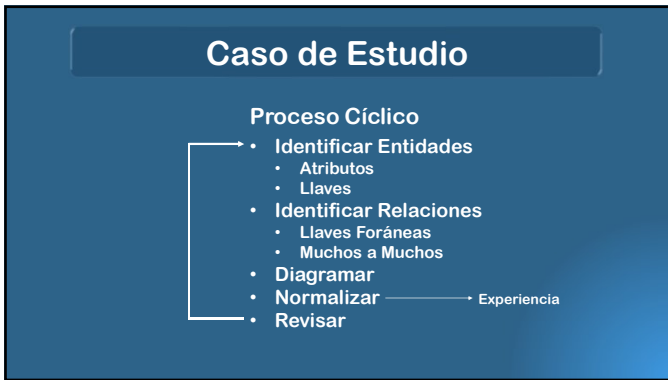 Caso de Estudio
Proceso Cíclico
• Identificar Entidades
• Atributos
• Llaves
• Identificar Relaciones
• Llaves Foráneas
• Muchos a Muchos
• Diagramar
• Normalizar Experiencia
• Revisar